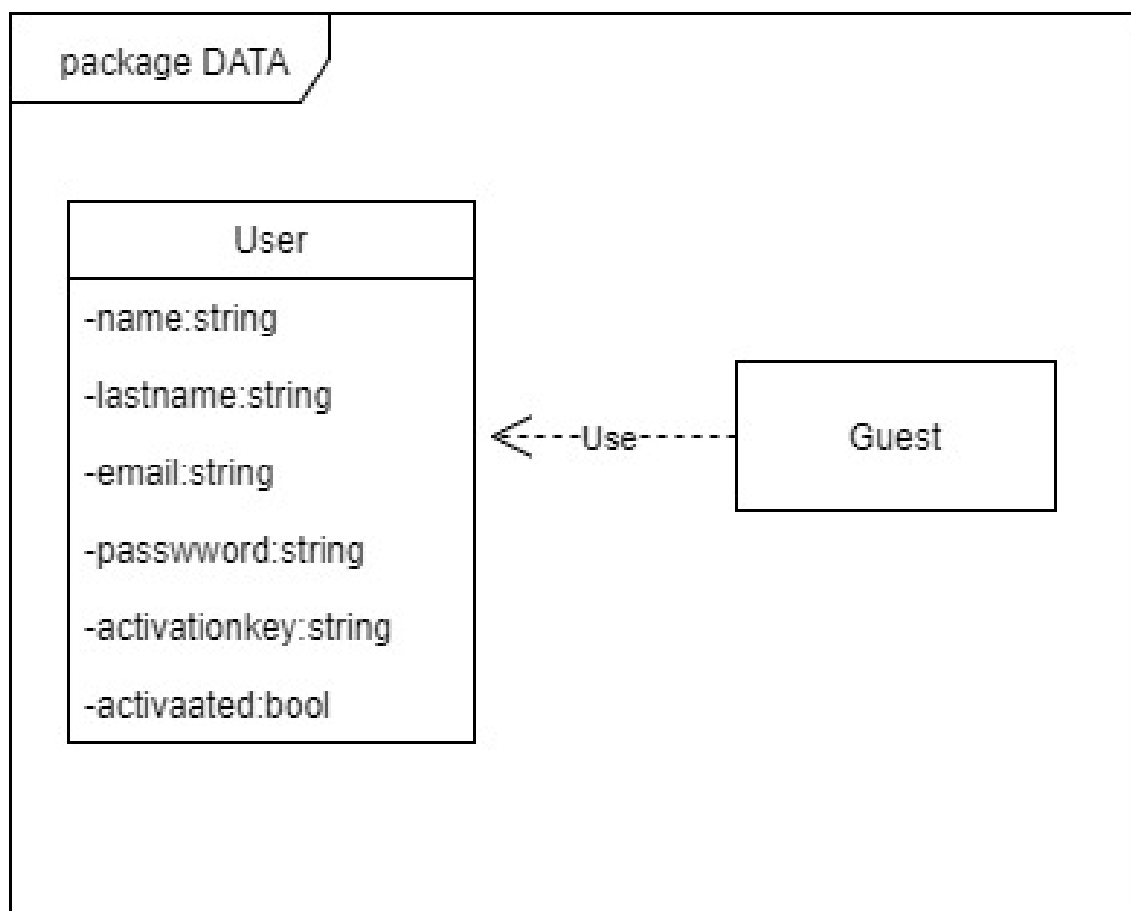 package DATA
User
-name:string
-lastname:string
-email:string
-passwword:string
-activationkey:string
-activaated:bool
Use
Guest